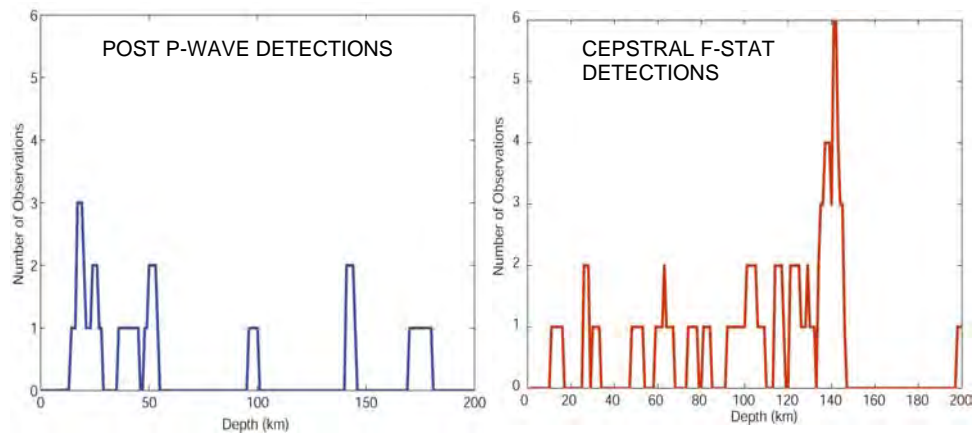 POST P-WAVE DETECTIONS
Number of Observations
6
5
4
3
2
1
0
0 50 100 150 200
Depth (km)
CEPSTRAL F-STAT
DETECTIONS
Number of Observations
6
5
4
3
2
1
0
0 20 40 60 80 100 120 140 160 180 200
Depth (km)